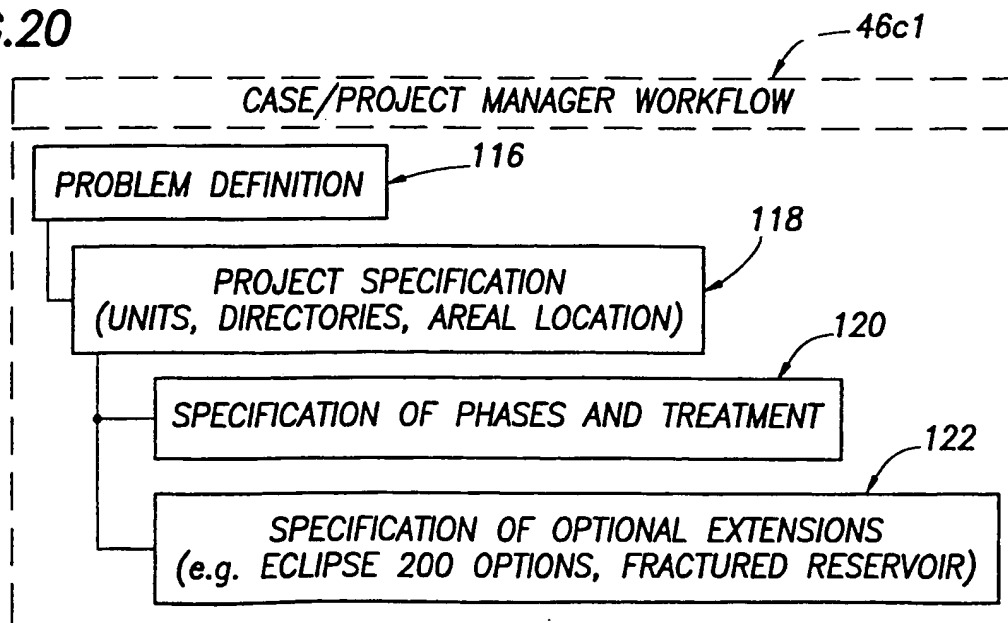 .20
46c1
CASE/PROJECT MANAGER WORKFLOW
PROBLEM DEFINITION
116
118
PROJECT SPECIFICATION
(UNITS, DIRECTORIES, AREAL LOCATION)
120
SPECIFICATION OF PHASES AND TREATMENT
122
SPECIFICATION OF OPTIONAL EXTENSIONS
(e.g. ECLIPSE 200 OPTIONS, FRACTURED RESERVOIR)